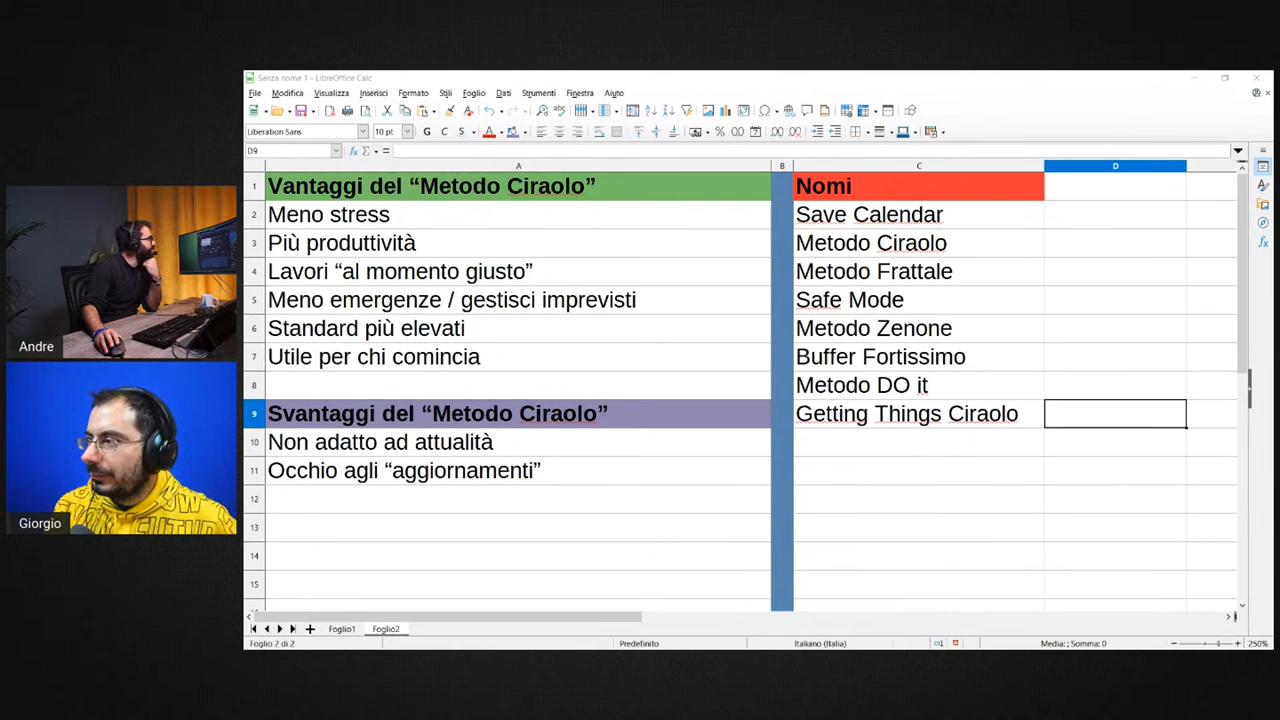 Senza nome 1 - LibreOffice Calc
File Modifica Visualizza Inserisci Formato Stili Foglio Dati Strumenti Finestra Aiuto
Liberation Sans 10 pt G C S
D9
A B C D
1 Vantaggi del “Metodo Ciraolo” Nomi
2 Meno stress Save Calendar
3 Più produttività Metodo Ciraolo
4 Lavori “al momento giusto” Metodo Frattale
5 Meno emergenze / gestisci imprevisti Safe Mode
6 Standard più elevati Metodo Zenone
7 Utile per chi comincia Buffer Fortissimo
8 Metodo DO it
9 Svantaggi del “Metodo Ciraolo” Getting Things Ciraolo
10 Non adatto ad attualità
11 Occhio agli “aggiornamenti”
12
13
14
15
Andre
Giorgio
Foglio1 Foglio2
Foglio 2 di 2 Predefinito Italiano (Italia) Media: ; Somma: 0 250%